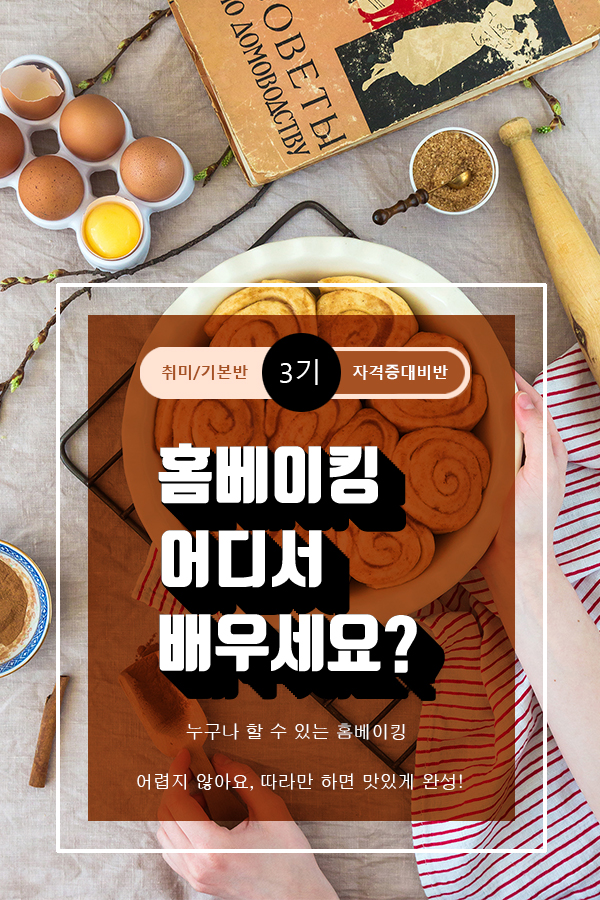 СОВЕТЫ
ПО ДОМОВОДСТВУ
취미/기본반
3기
자격증대비반
홈베이킹
어디서
배우세요?
누구나 할 수 있는 홈베이킹
어렵지 않아요, 따라만 하면 맛있게 완성!